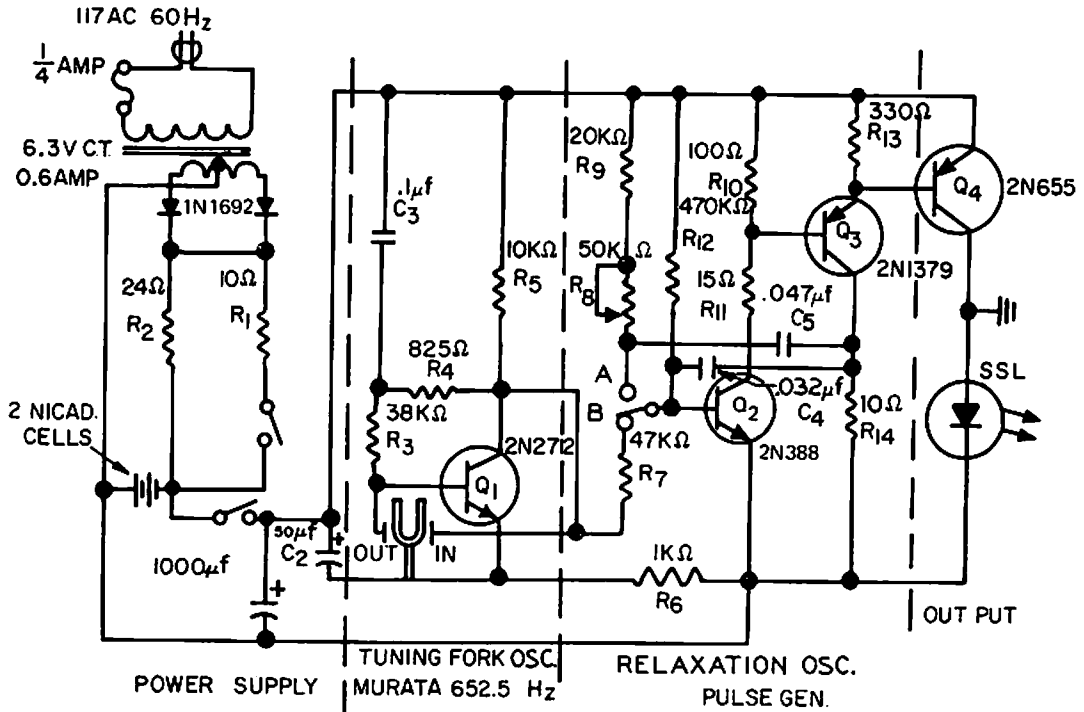 117AC 60Hz
1/4 AMP
6.3V C.T.
0.6AMP
1N1692
24Ω
R2
10Ω
R1
2 NICAD.
CELLS
1000μf
50μf
C2
+
+
POWER SUPPLY
.1μf
C3
10KΩ
R5
825Ω
R4
38KΩ
R3
2N2712
Q1
OUT
IN
TUNING FORK OSC.
MURATA 652.5 Hz
20KΩ
R9
50KΩ
R8
A
B
47KΩ
R7
1KΩ
R6
100Ω
R10
470KΩ
R12
15Ω
R11
.047μf
C5
.032μf
C4
Q2
2N388
Q3
2N1379
330Ω
R13
10Ω
R14
RELAXATION OSC.
PULSE GEN.
Q4
2N655
SSL
OUT PUT